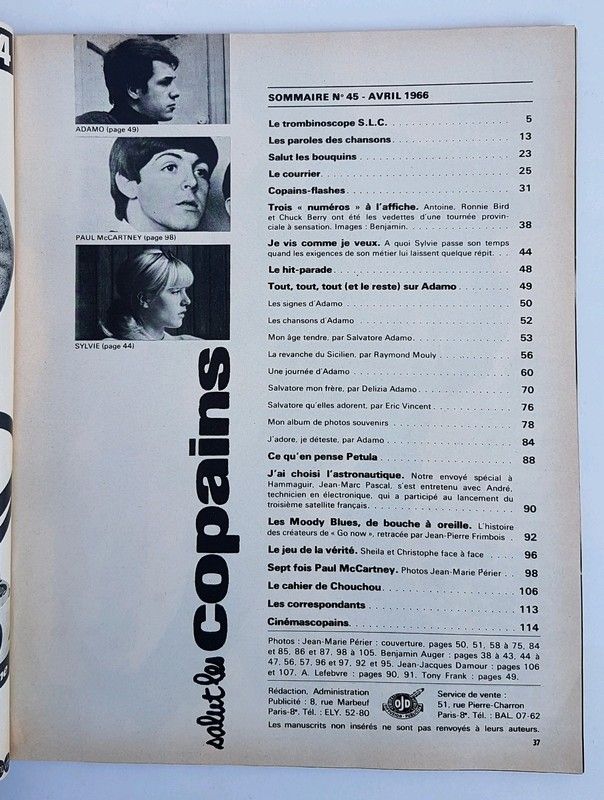 4
ADAMO (page 49)
PAUL McCARTNEY (page 98)
SYLVIE (page 44)
salut les copains
SOMMAIRE N° 45 - AVRIL 1966
Le trombinoscope S.L.C. 5
Les paroles des chansons 13
Salut les bouquins 23
Le courrier 25
Copains-flashes 31
Trois « numéros » à l'affiche. Antoine, Ronnie Bird
et Chuck Berry ont été les vedettes d'une tournée provin-
ciale à sensation. Images : Benjamin. 38
Je vis comme je veux. A quoi Sylvie passe son temps
quand les exigences de son métier lui laissent quelque répit. 44
Le hit-parade 48
Tout, tout, tout (et le reste) sur Adamo 49
Les signes d'Adamo 50
Les chansons d'Adamo 52
Mon âge tendre, par Salvatore Adamo 53
La revanche du Sicilien, par Raymond Mouly 56
Une journée d'Adamo 60
Salvatore mon frère, par Delizia Adamo 70
Salvatore qu'elles adorent, par Eric Vincent 76
Mon album de photos souvenirs 78
J'adore, je déteste, par Adamo 84
Ce qu'en pense Petula 88
J'ai choisi l'astronautique. Notre envoyé spécial à
Hammaguir, Jean-Marc Pascal, s'est entretenu avec André,
technicien en électronique, qui a participé au lancement du
troisième satellite français. 90
Les Moody Blues, de bouche à oreille. L'histoire
des créateurs de « Go now », retracée par Jean-Pierre Frimbois 92
Le jeu de la vérité. Sheila et Christophe face à face 96
Sept fois Paul McCartney. Photos Jean-Marie Périer 98
Le cahier de Chouchou 106
Les correspondants 113
Cinémascopains 114
Photos : Jean-Marie Périer : couverture, pages 50, 51, 58 à 75, 84
et 85, 86 et 87, 98 à 105. Benjamin Auger : pages 38 à 43, 44 à
47, 56, 57, 96 et 97, 92 et 95. Jean-Jacques Damour : pages 106
et 107. A. Lefebvre : pages 90, 91. Tony Frank : pages 49.
Rédaction, Administration
Publicité : 8, rue Marbeuf
Paris-8e. Tél. : ELY. 52-80
OJD
Service de vente :
51, rue Pierre-Charron
Paris-8e. Tél. : BAL. 07-62
Les manuscrits non insérés ne sont pas renvoyés à leurs auteurs.
37